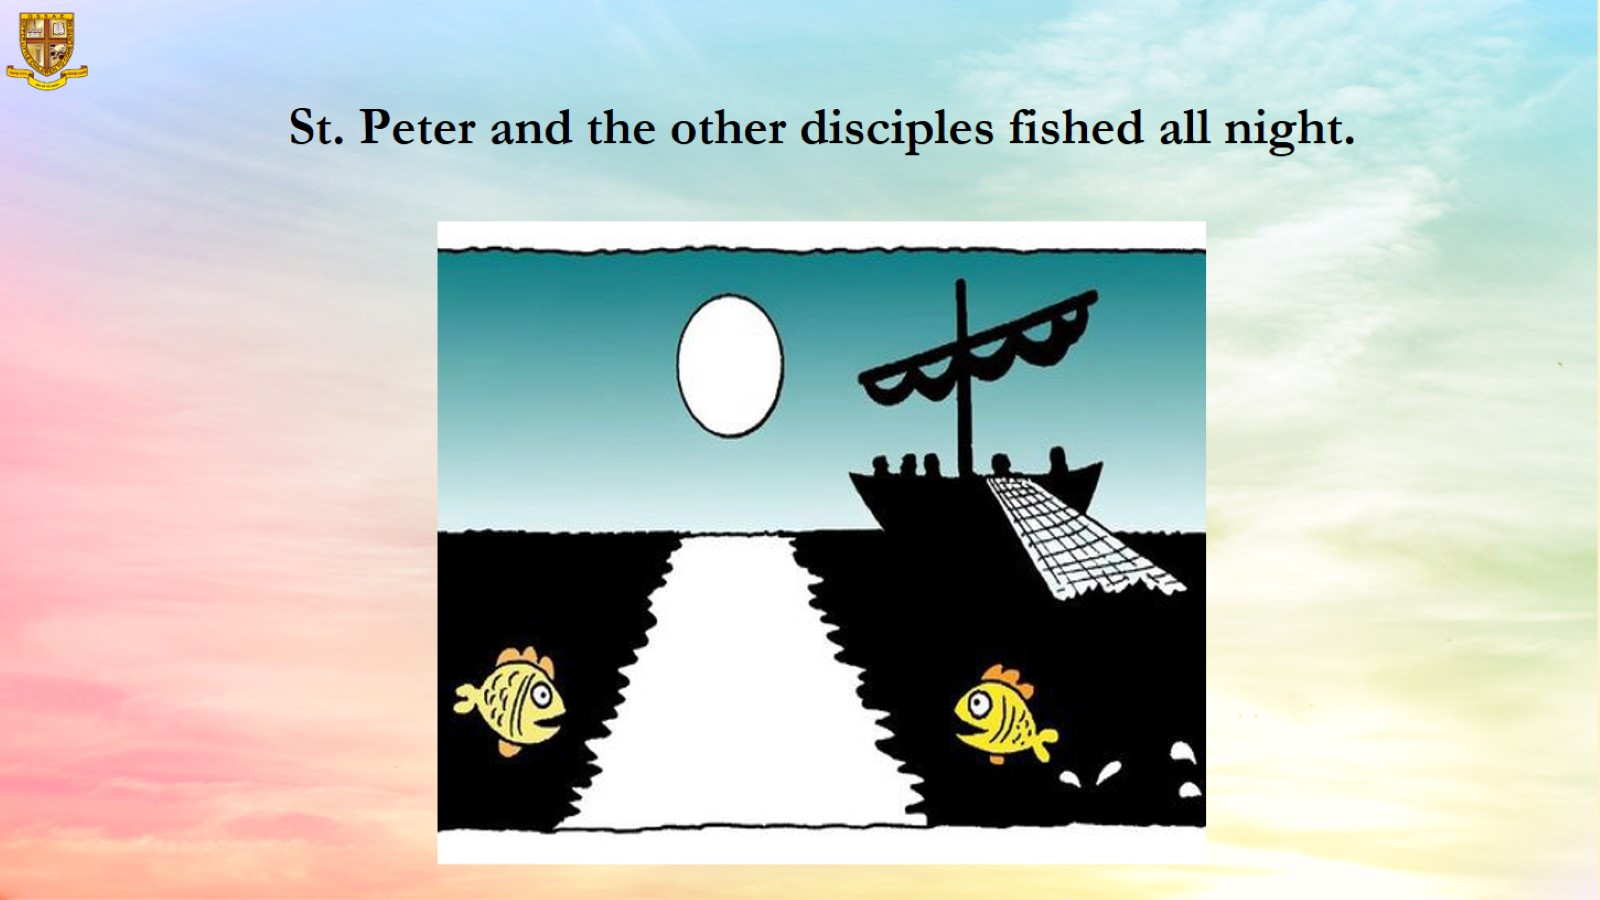 O.S.S.A.E
St. Peter and the other disciples fished all night.